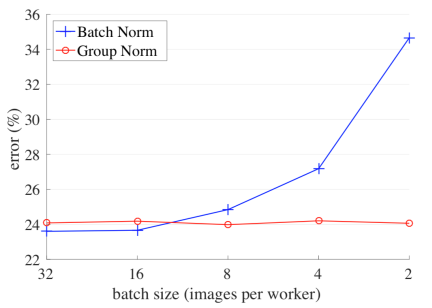 36
34
32
30
28
26
24
22
error (%)
Batch Norm
Group Norm
32 16 8 4 2
batch size (images per worker)